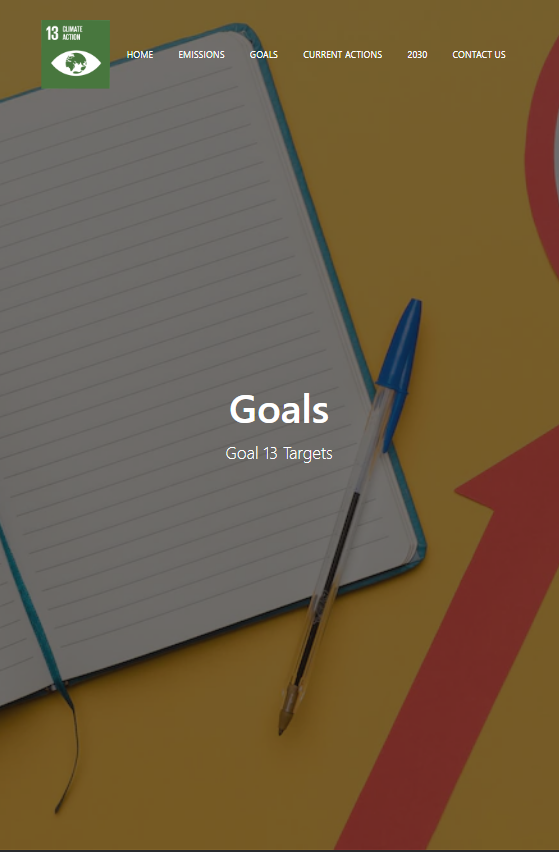 13 CLIMATE
ACTION
HOME EMISSIONS GOALS CURRENT ACTIONS 2030 CONTACT US
Goals
Goal 13 Targets